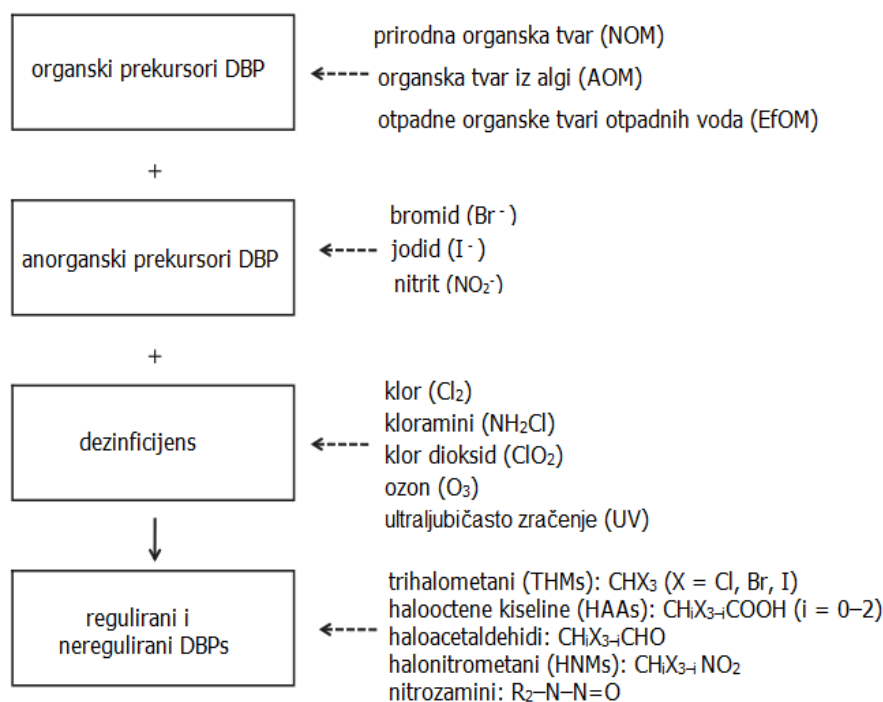 organski prekursori DBP
prirodna organska tvar (NOM)
organska tvar iz algi (AOM)
otpadne organske tvari otpadnih voda (EfOM)
+
anorganski prekursori DBP
bromid (Br⁻)
jodid (I⁻)
nitrit (NO₂⁻)
+
dezinficijens
klor (Cl₂)
kloramini (NH₂Cl)
klor dioksid (ClO₂)
ozon (O₃)
ultraljubičasto zračenje (UV)
regulirani i
neregulirani DBPs
trihalometani (THMs): CHX₃ (X = Cl, Br, I)
halooctene kiseline (HAAs): CHᵢX₃₋ᵢCOOH (i = 0–2)
haloacetaldehidi: CHᵢX₃₋ᵢCHO
halonitrometani (HNMs): CHᵢX₃₋ᵢ NO₂
nitrozamini: R₂–N–N=O